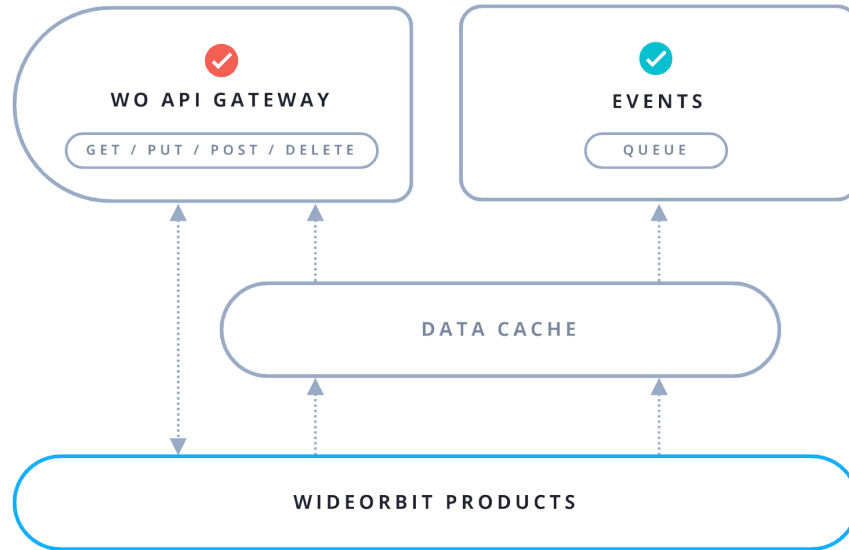 WO API GATEWAY
GET / PUT / POST / DELETE
EVENTS
QUEUE
DATA CACHE
WIDEORBIT PRODUCTS